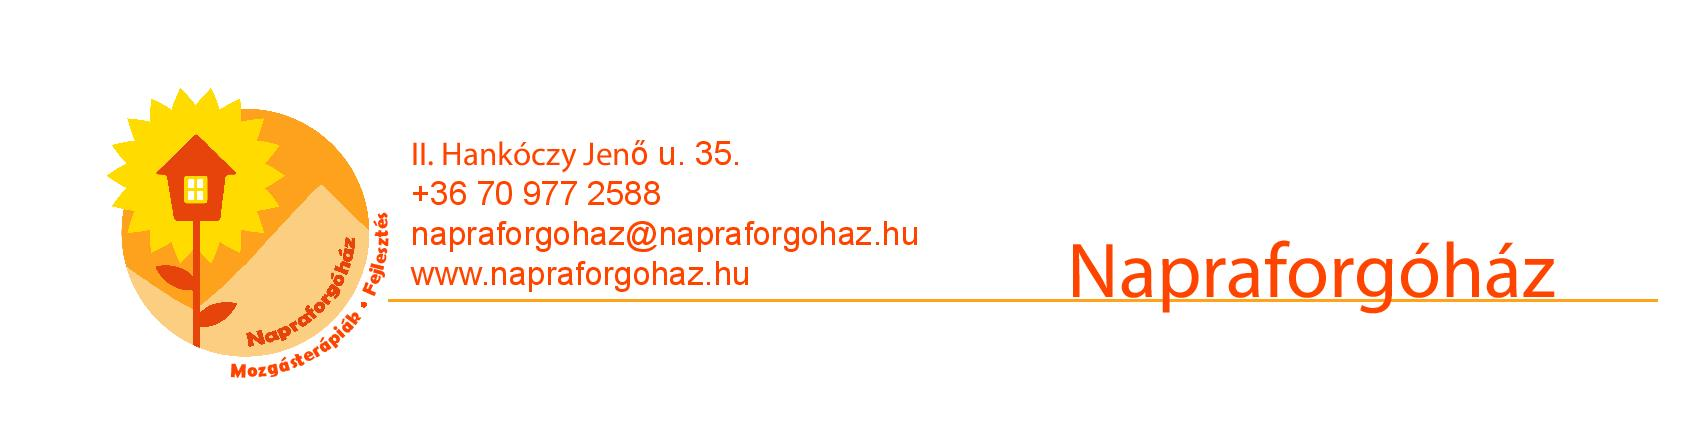 II. Hankóczy Jenő u. 35.
+36 70 977 2588
napraforgohaz@napraforgohaz.hu
www.napraforgohaz.hu
Napraforgóház
Napraforgóház
Mozgásterápiák • Fejlesztés